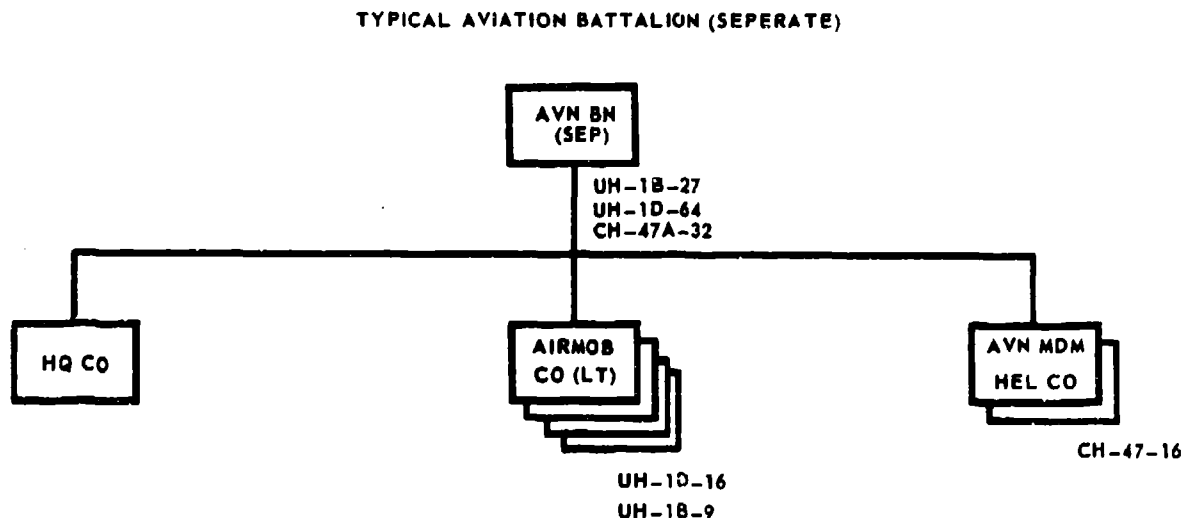 TYPICAL AVIATION BATTALION (SEPERATE)
AVN BN
(SEP)
UH-1B-27
UH-1D-64
CH-47A-32
HQ CO
AIRMOB
CO (LT)
AVN MDM
HEL CO
CH-47-16
UH-1D-16
UH-1B-9